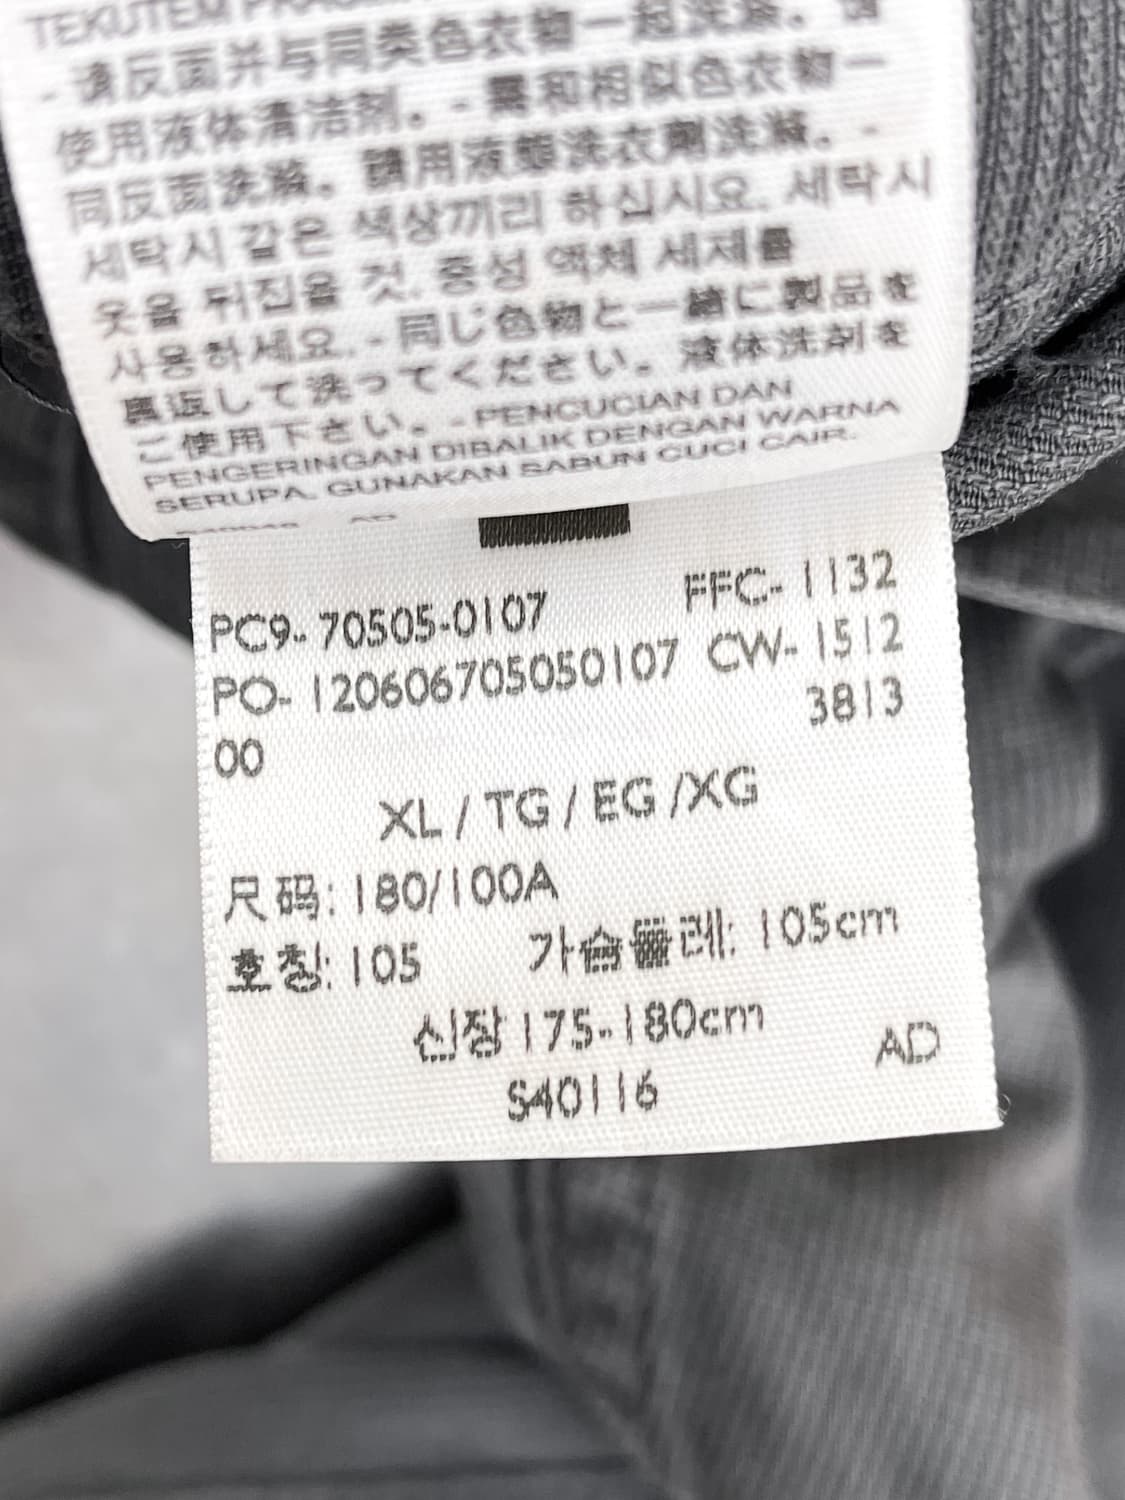 TEKUTÉM
- 请反面并与同类色衣物一起洗涤。
使用液体清洁剂。 - 需和相似色衣物一
同反面洗滌。請用液態洗衣劑洗滌。 -
세탁시 같은 색상끼리 하십시요. 세탁시
옷을 뒤집을 것. 중성 액체 세제를
사용하세요. - 同じ色物と一緒に製品を
裏返して洗ってください。液体洗剤を
ご使用下さい。 - PENCUCIAN DAN
PENGERINGAN DIBALIK DENGAN WARNA
SERUPA. GUNAKAN SABUN CUCI CAIR.
PC9- 70505-0107 FFC- 1132
PO- 120606705050107 CW- 1512
00 3813
XL / TG / EG /XG
尺码: 180/100A
호칭: 105 가슴둘레: 105cm
신장 175-180cm
AD
S40116